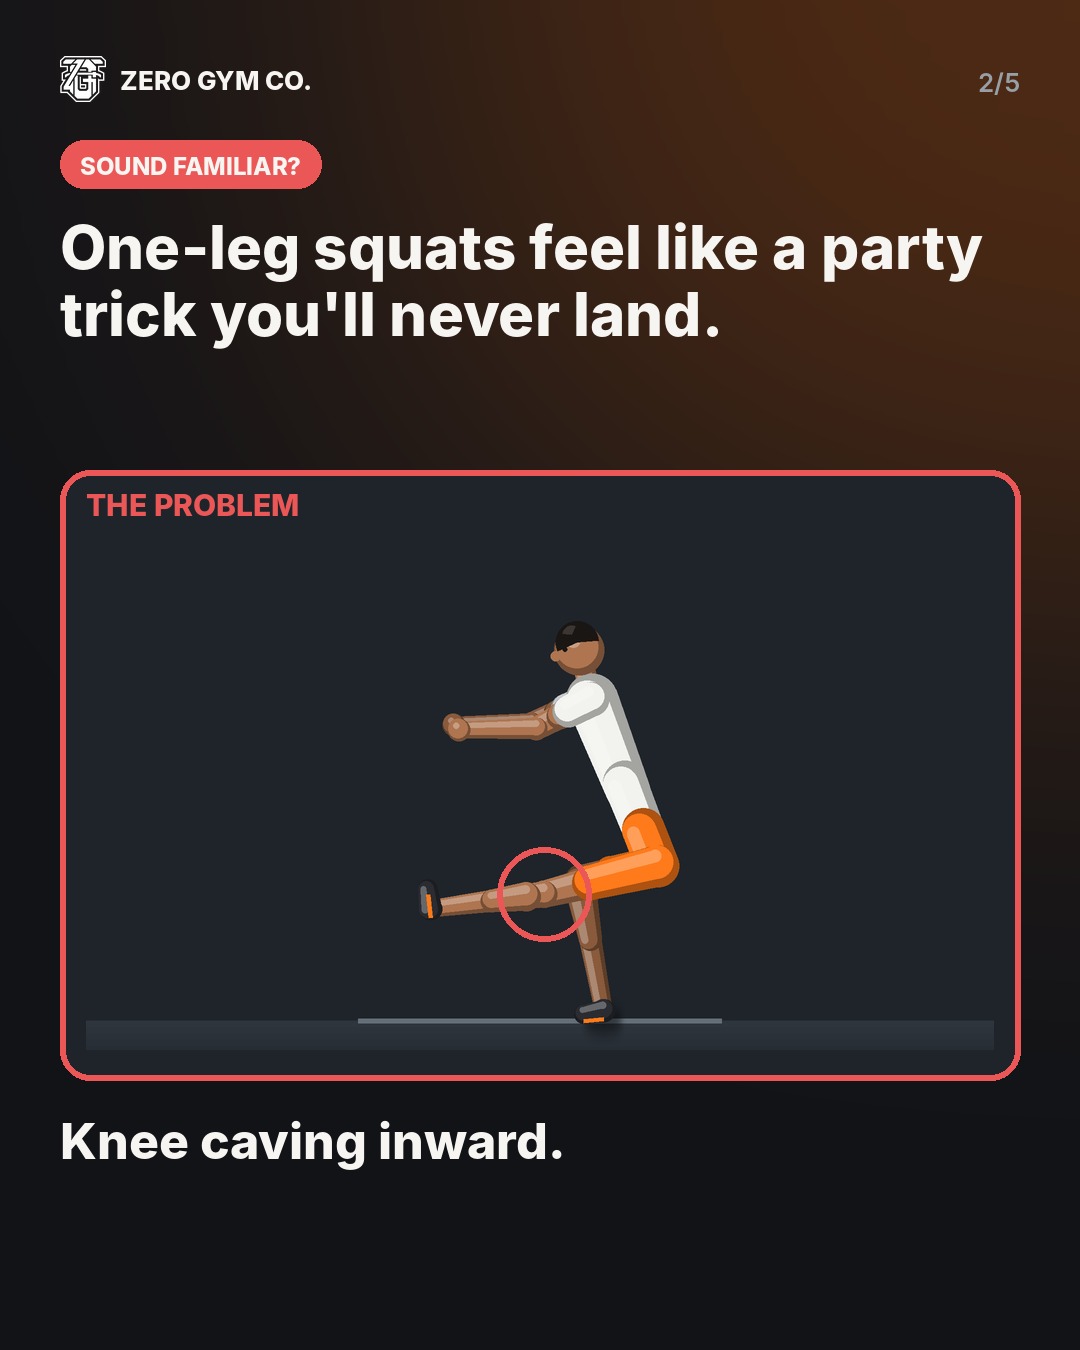 ZERO GYM CO.
2/5
SOUND FAMILIAR?
One-leg squats feel like a party
trick you'll never land.
THE PROBLEM
Knee caving inward.